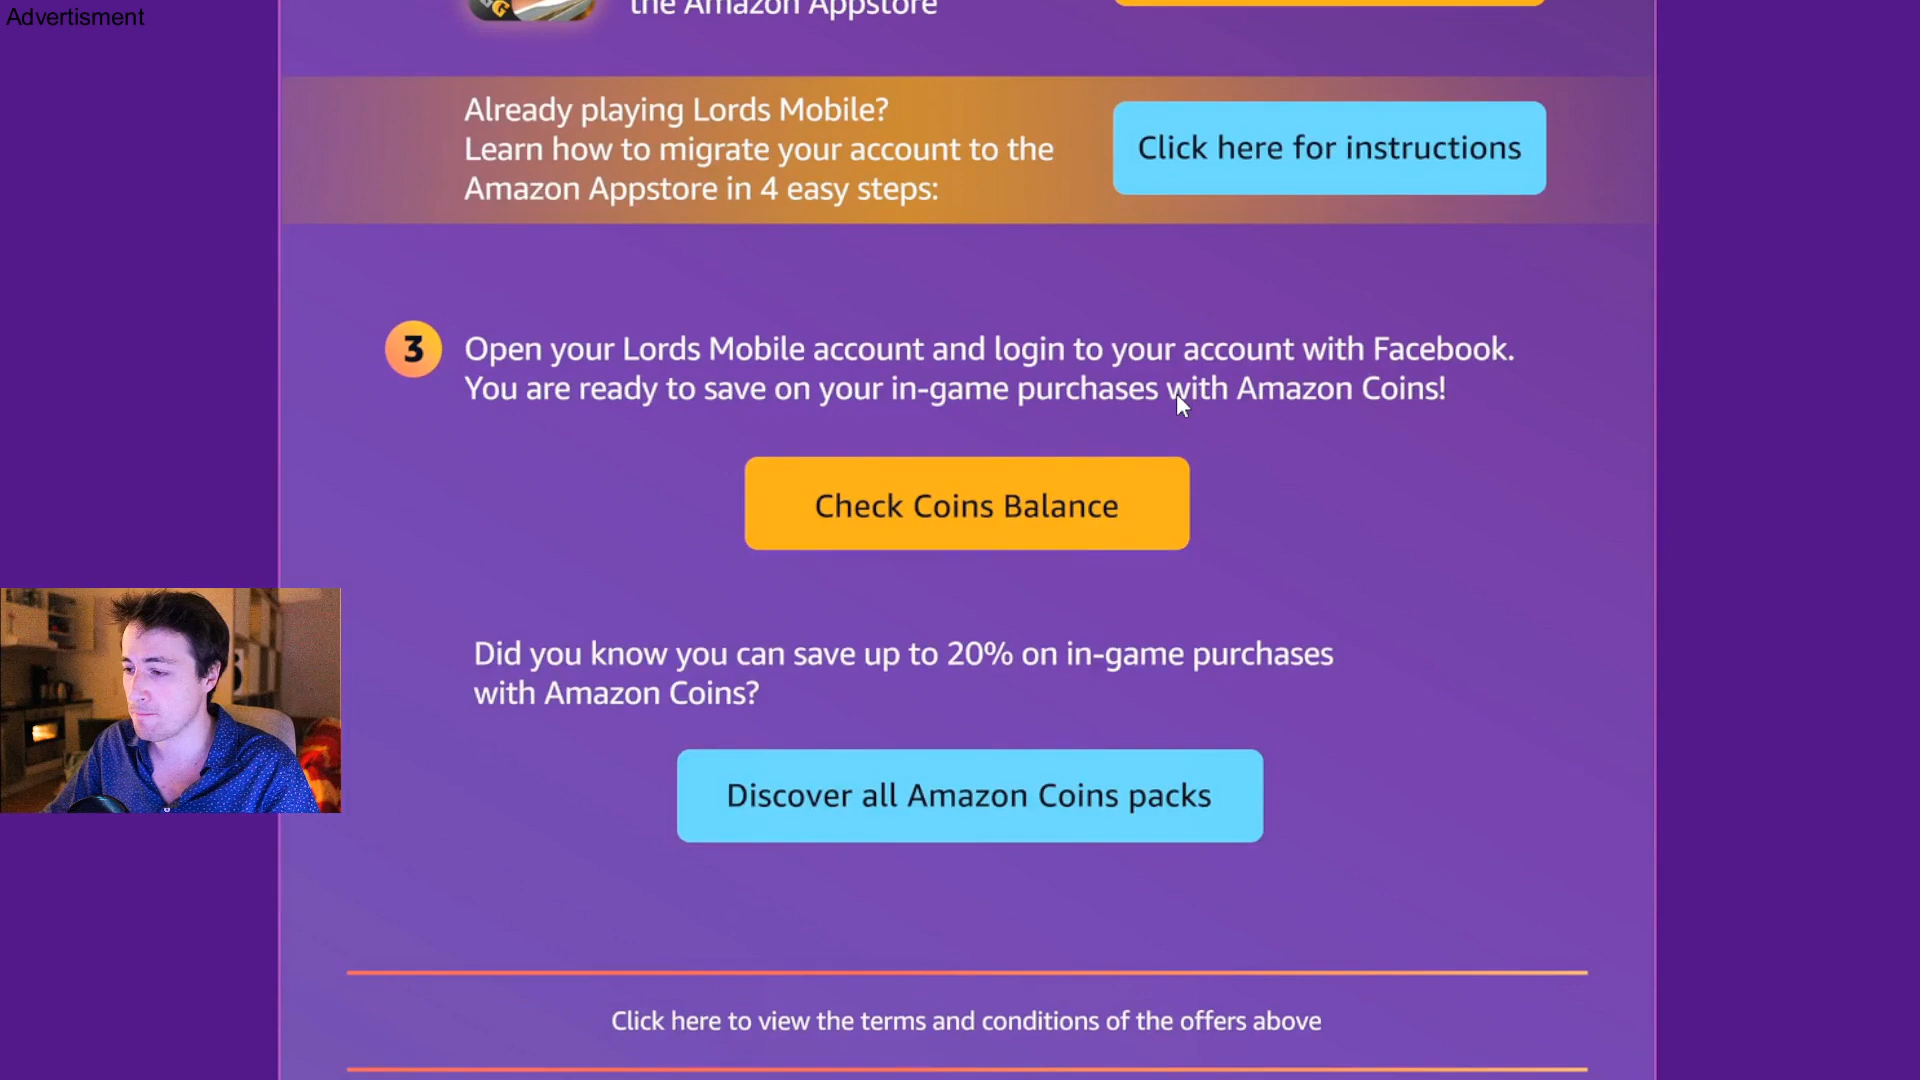 Advertisment
the Amazon Appstore
Already playing Lords Mobile?
Learn how to migrate your account to the
Amazon Appstore in 4 easy steps:
Click here for instructions
3
Open your Lords Mobile account and login to your account with Facebook.
You are ready to save on your in-game purchases with Amazon Coins!
Check Coins Balance
Did you know you can save up to 20% on in-game purchases
with Amazon Coins?
Discover all Amazon Coins packs
Click here to view the terms and conditions of the offers above